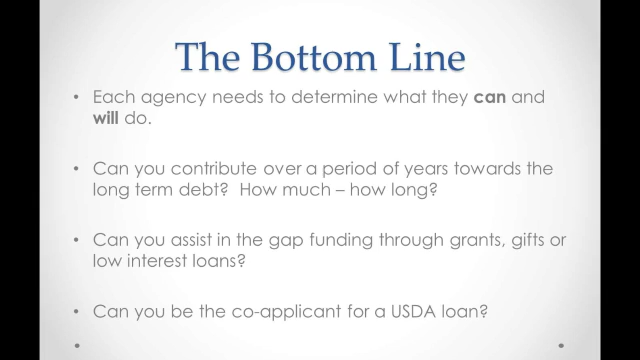 The Bottom Line
• Each agency needs to determine what they can and
will do.
• Can you contribute over a period of years towards the
long term debt?  How much – how long?
• Can you assist in the gap funding through grants, gifts or
low interest loans?
• Can you be the co-applicant for a USDA loan?